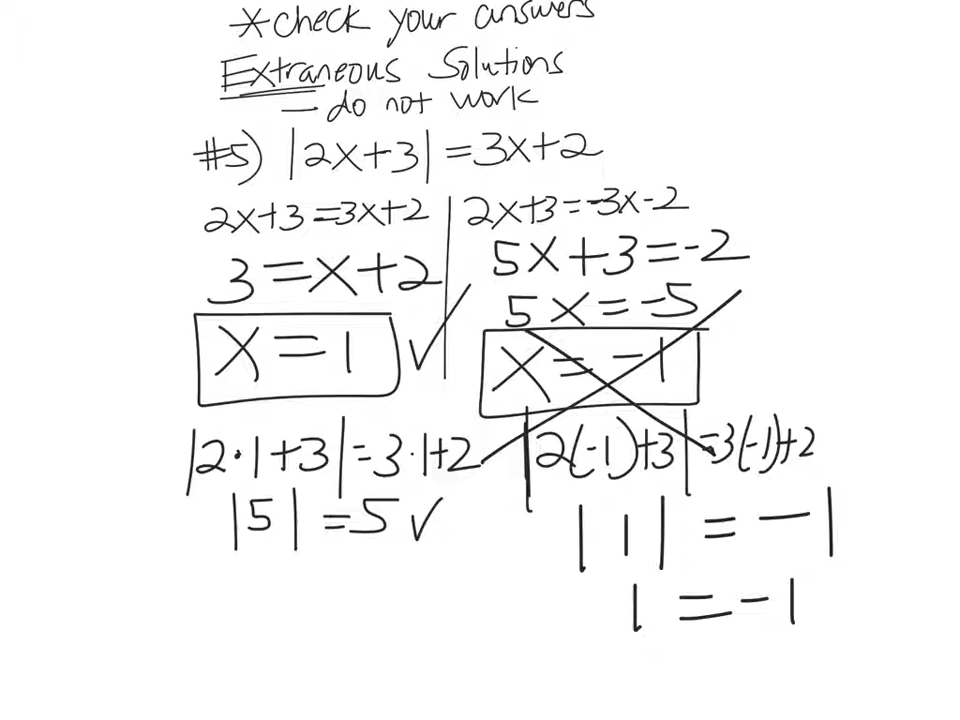 *check your answers
Extraneous Solutions
— do not work
#5) |2x+3| =3x+2
2x+3=3x+2
3=x+2
x=1 ✓
|2·1+3|=3·1+2
|5| =5 ✓
2x+3=-3x-2
5x+3=-2
5x=-5
x=-1
|2(-1)+3|=3(-1)+2
|1| = -1
1 = -1